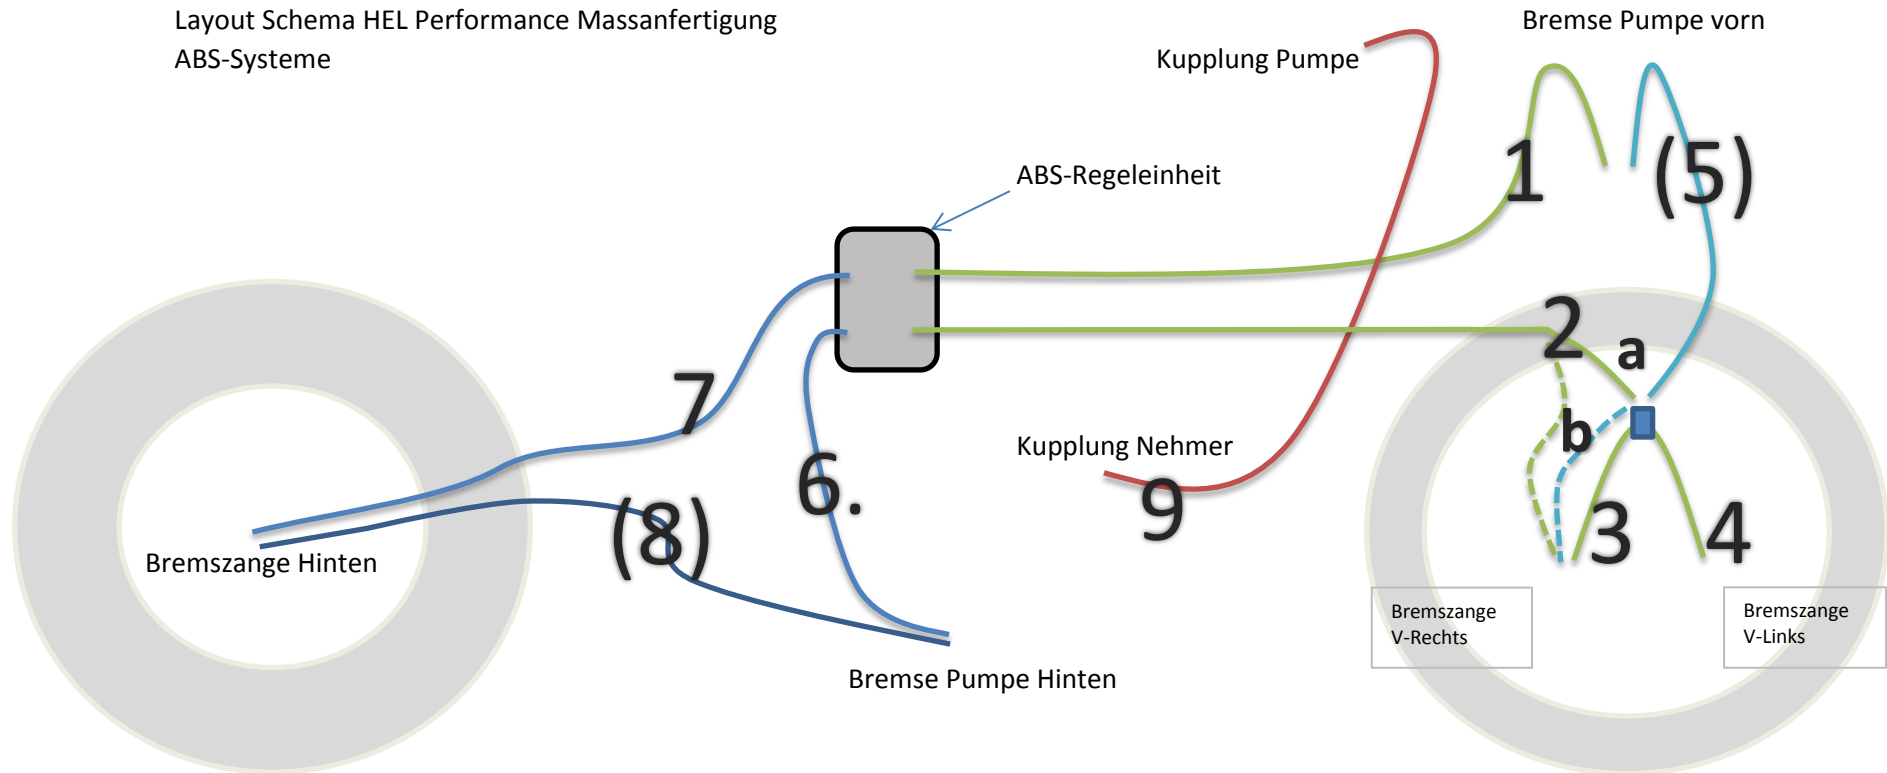 Layout Schema HEL Performance Massanfertigung
ABS-Systeme
Bremse Pumpe vorn
Kupplung Pumpe
1
(5)
ABS-Regeleinheit
2
a
7
b
Kupplung Nehmer
6.
9
(8)
3
4
Bremszange Hinten
Bremszange
V-Rechts
Bremszange
V-Links
Bremse Pumpe Hinten